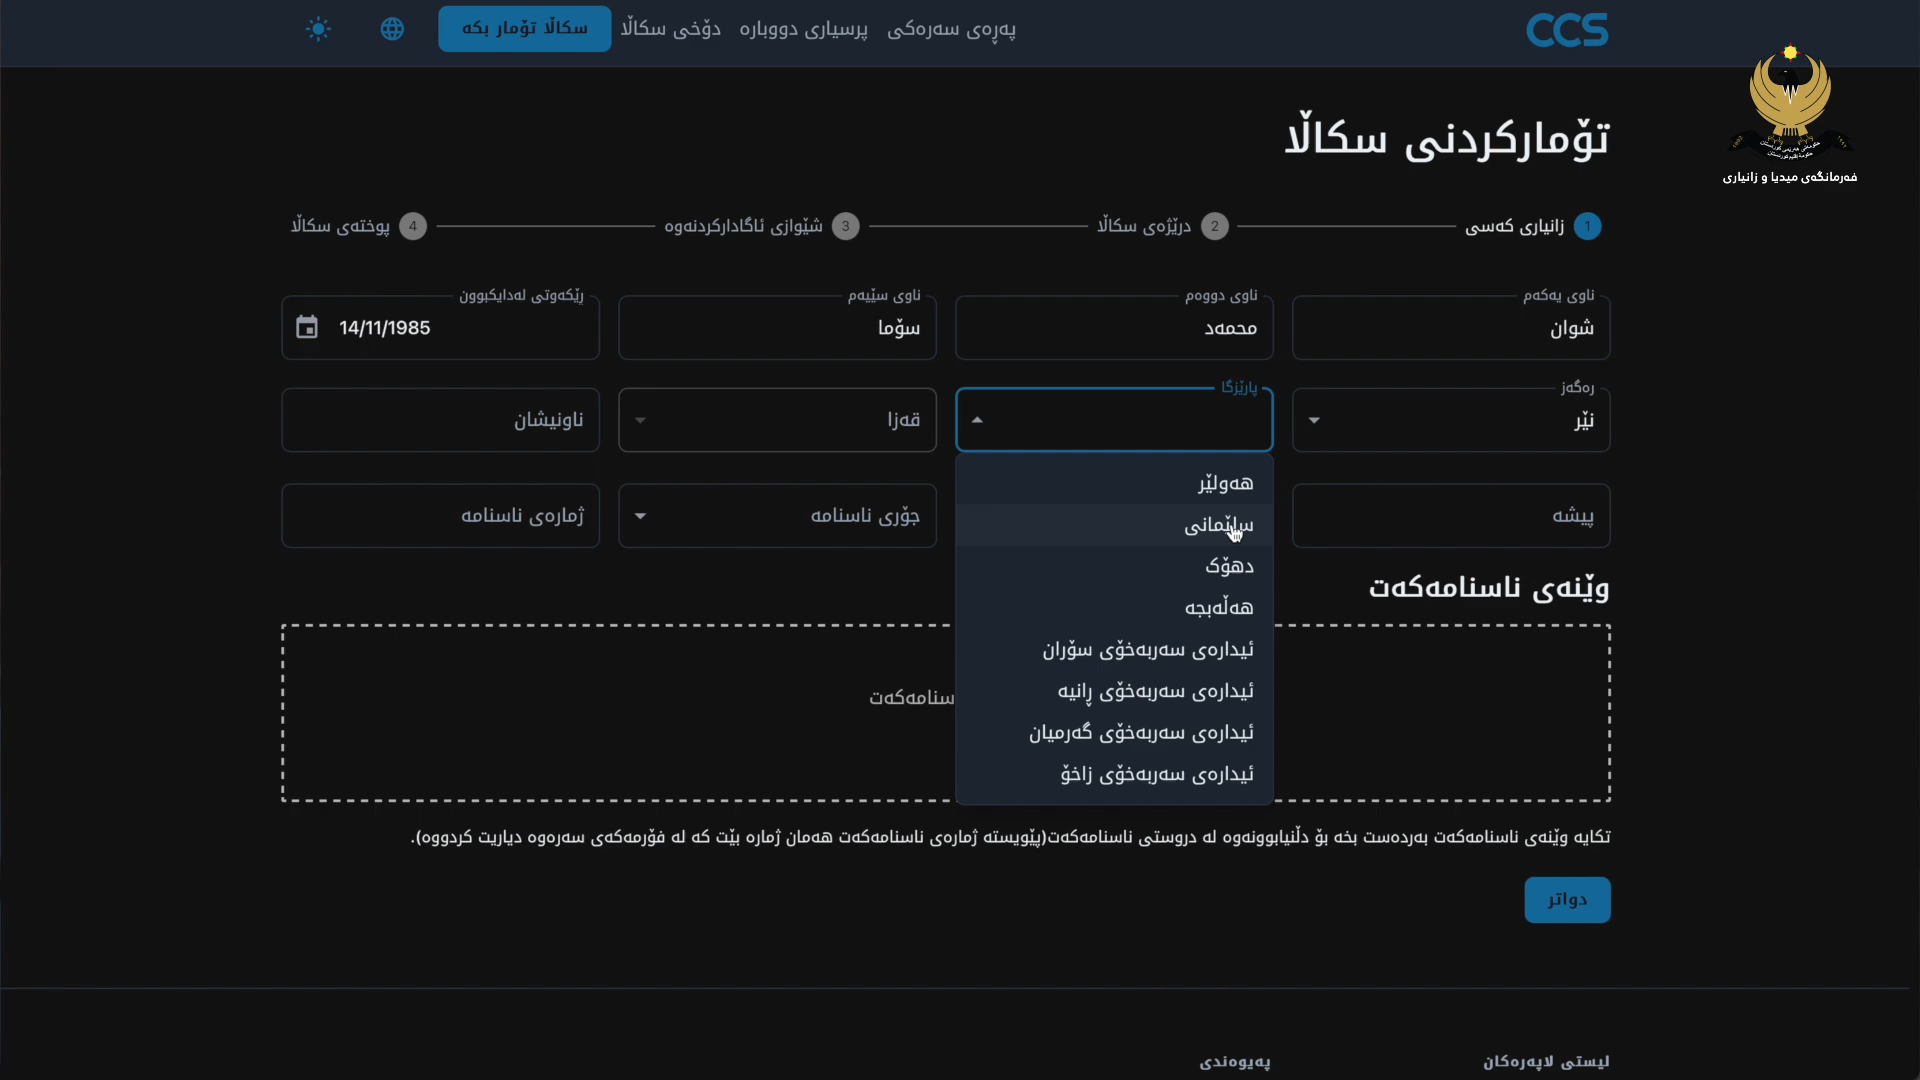 CCS
پەڕەی سەرەکی
پرسیاری دووبارە
دۆخی سکاڵا
سکاڵا تۆمار بکە
فەرمانگەی میدیا و زانیاری
تۆمارکردنی سکاڵا
1 زانیاری کەسی
2 درێژەی سکاڵا
3 شێوازی ئاگادارکردنەوە
4 پوختەی سکاڵا
ناوی یەکەم
شوان
ناوی دووەم
محمەد
ناوی سێیەم
سۆما
ڕێکەوتی لەدایکبوون
14/11/1985
رەگەز
نێر
پارێزگا
قەزا
ناونیشان
هەولێر
سلێمانی
دهۆک
هەڵەبجە
ئیدارەی سەربەخۆی سۆران
ئیدارەی سەربەخۆی ڕانیە
ئیدارەی سەربەخۆی گەرمیان
ئیدارەی سەربەخۆی زاخۆ
پیشە
جۆری ناسنامە
ژمارەی ناسنامە
وێنەی ناسنامەکەت
سنامەکەت
تکایە وێنەی ناسنامەکەت بەردەست بخە بۆ دڵنیابوونەوە لە دروستی ناسنامەکەت(پێویستە ژمارەی ناسنامەکەت هەمان ژمارە بێت کە لە فۆرمەکەی سەرەوە دیاریت کردووە).
دواتر
لیستی لاپەرەکان
پەیوەندی